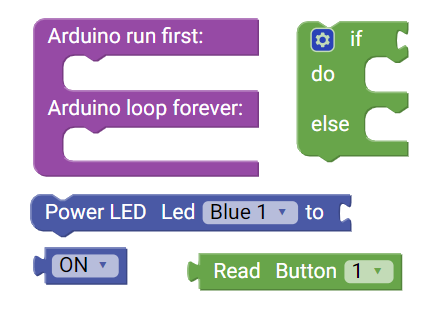 Arduino run first:
Arduino loop forever:
if
do
else
Power LED Led Blue 1 to
ON
Read Button 1